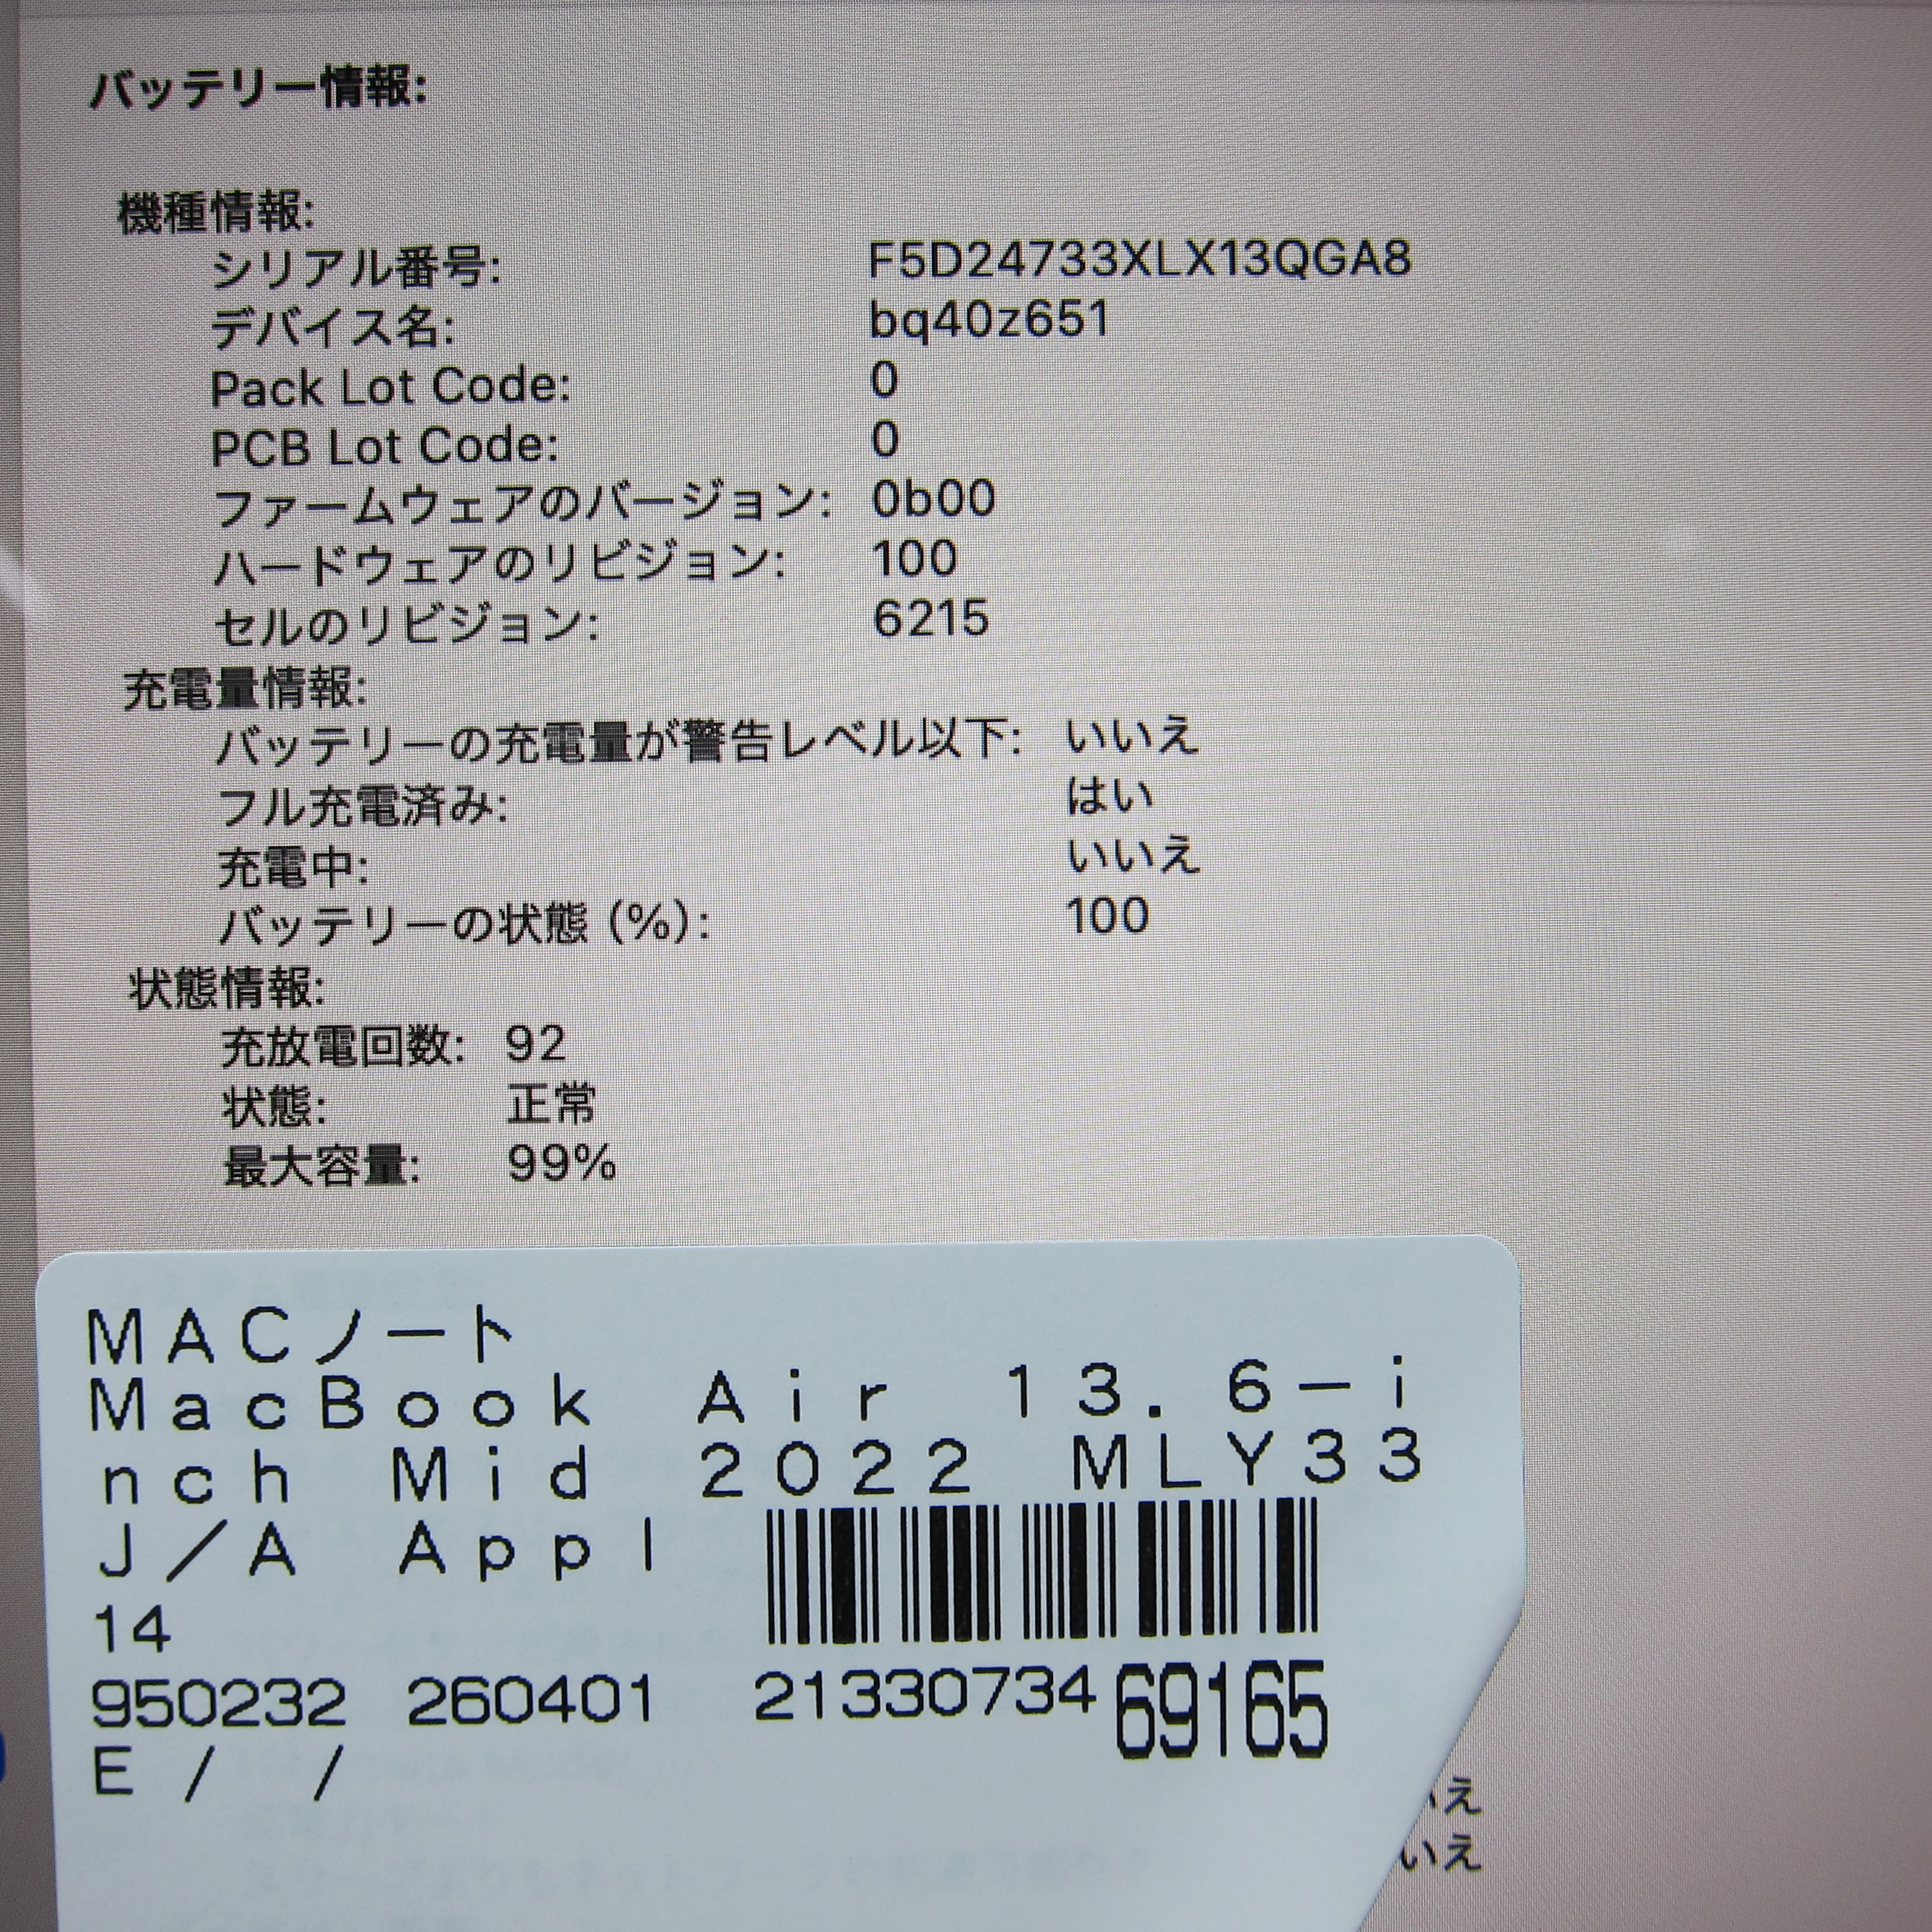 バッテリー情報:
機種情報:
シリアル番号: F5D24733XLX13QGA8
デバイス名: bq40z651
Pack Lot Code: 0
PCB Lot Code: 0
ファームウェアのバージョン: 0b00
ハードウェアのリビジョン: 100
セルのリビジョン: 6215
充電量情報:
バッテリーの充電量が警告レベル以下: いいえ
フル充電済み: はい
充電中: いいえ
バッテリーの状態 (%): 100
状態情報:
充放電回数: 92
状態: 正常
最大容量: 99%
MACノート
MacBook Air 13.6-i
nch Mid 2022 MLY33
J/A Appl
14
950232 260401 21330734 69165
E / /
いえ
いえ